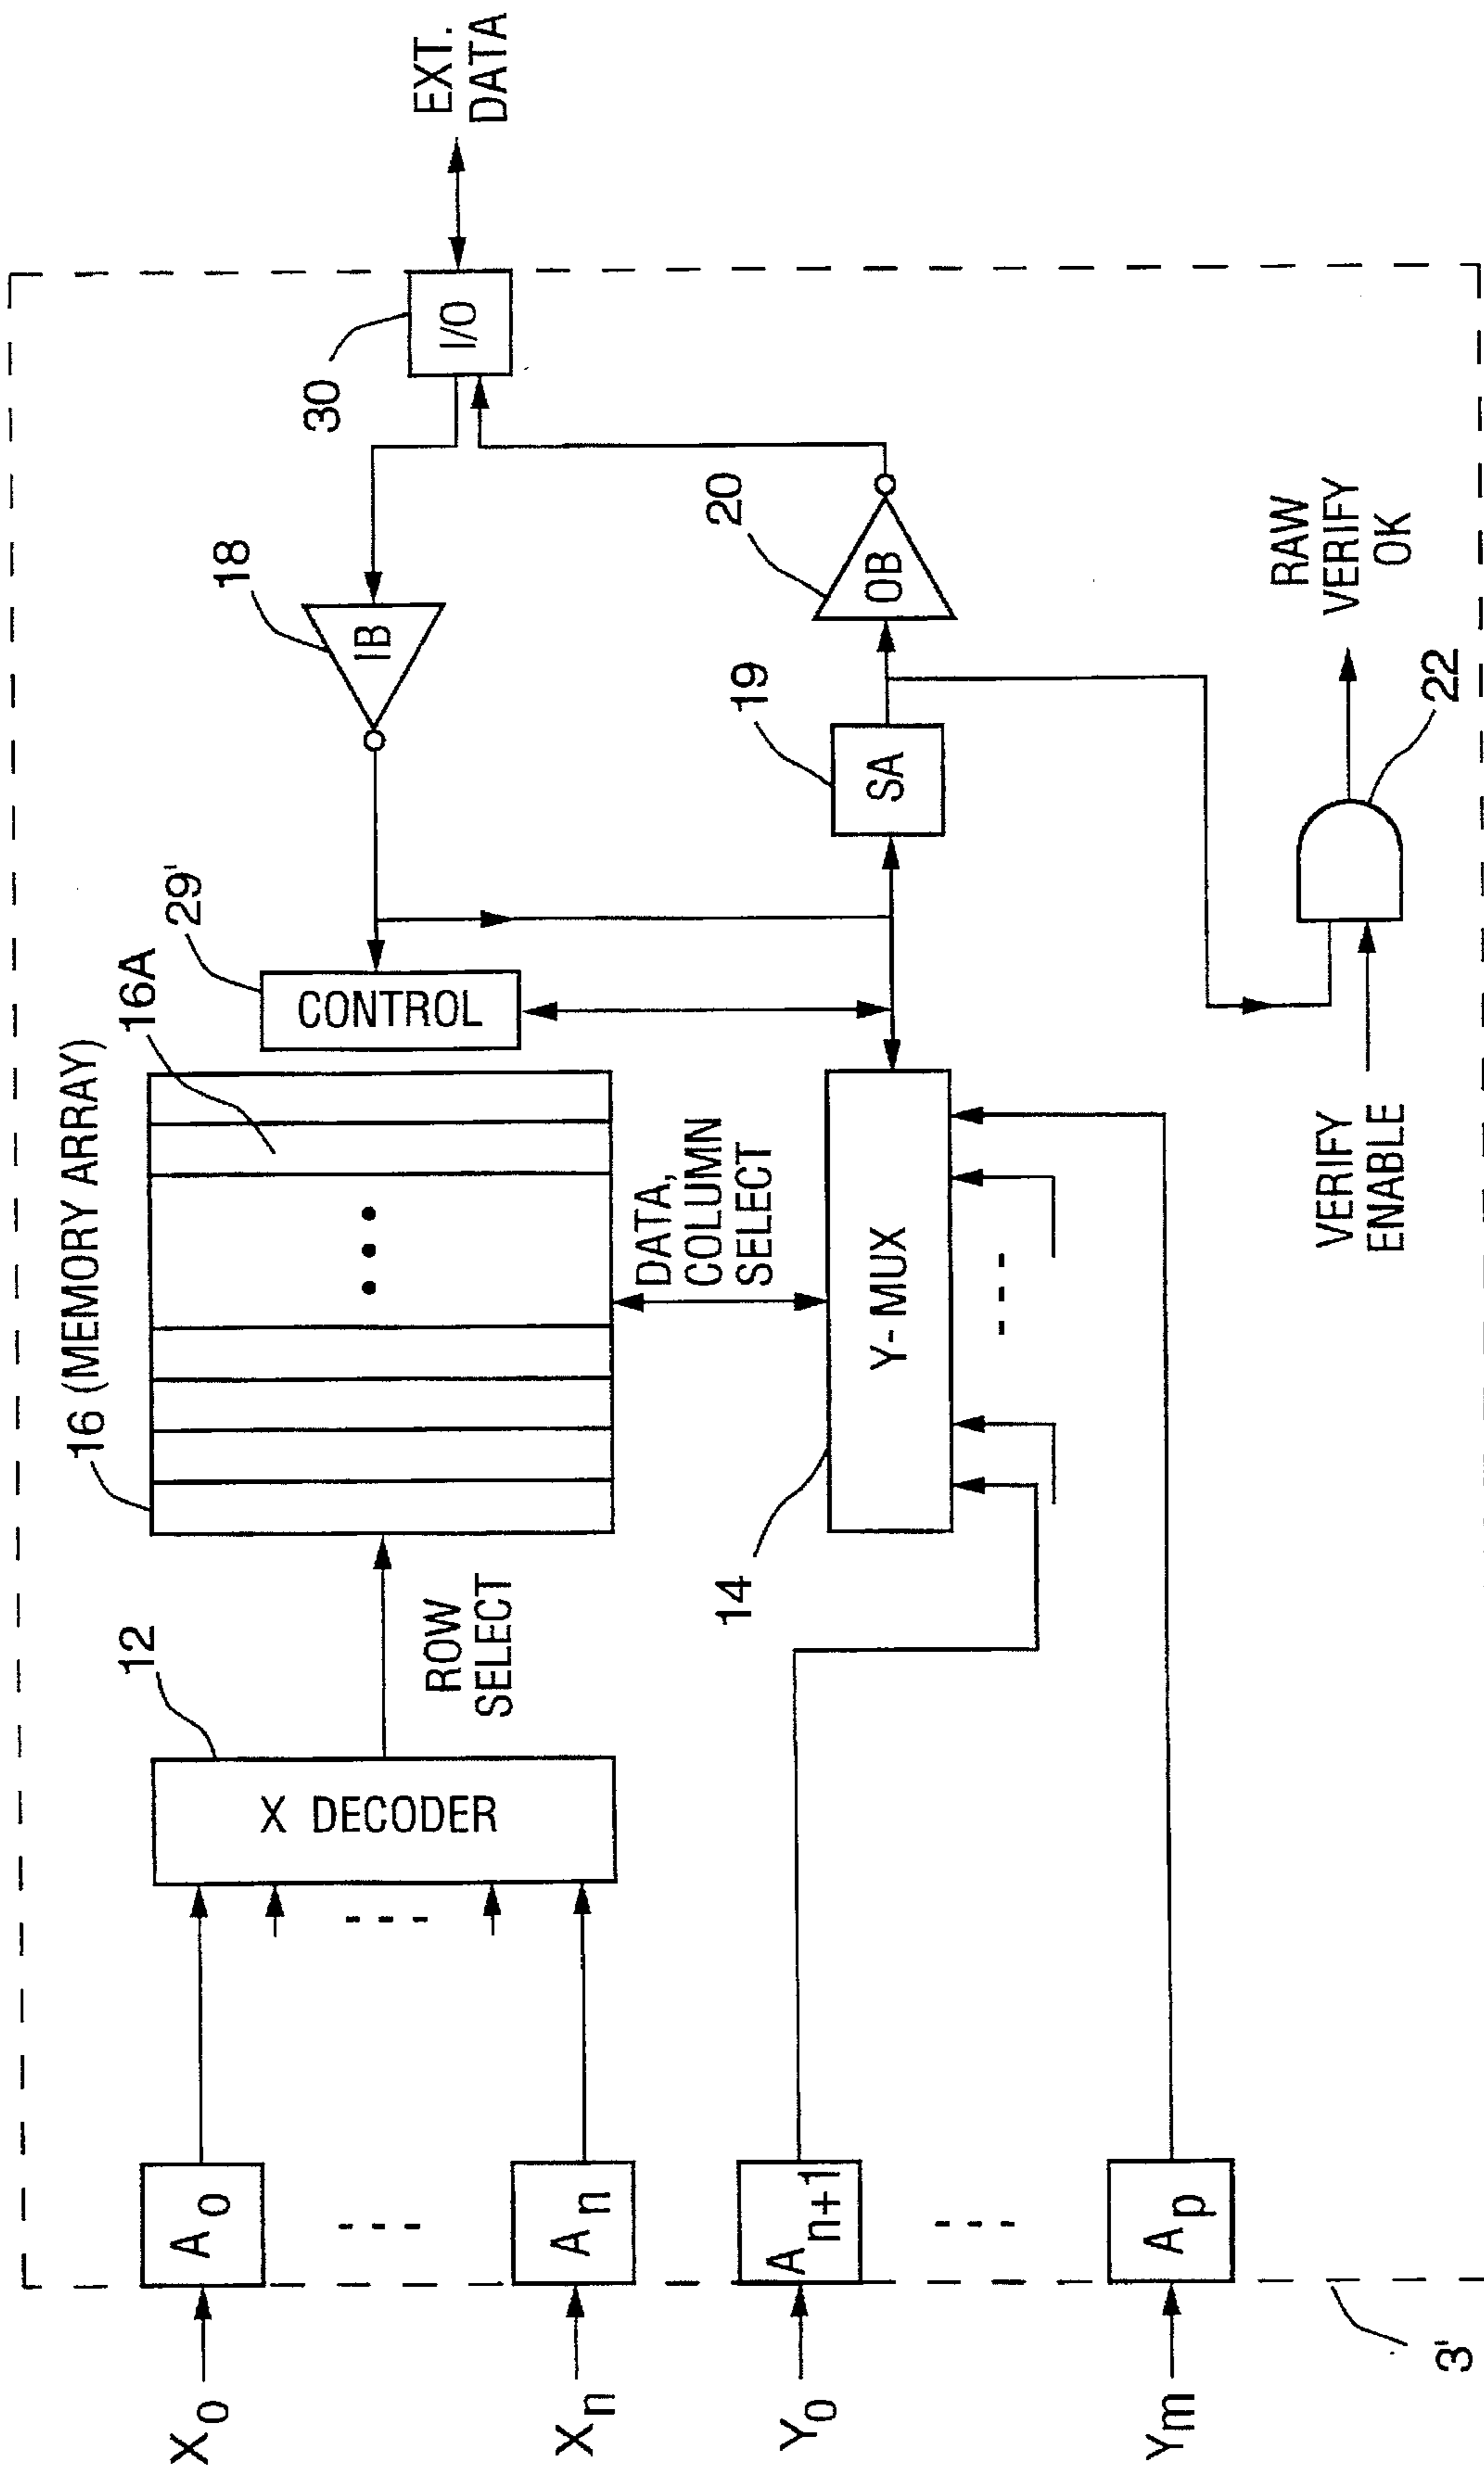 16 (MEMORY ARRAY)
16A
29'
18
30
I/O
EXT.
DATA
IB
CONTROL
12
X DECODER
ROW
SELECT
DATA,
COLUMN
SELECT
X0
A0
Xn
An
Y0
An+1
Ym
Ap
14
Y-MUX
19
SA
20
OB
VERIFY
ENABLE
22
RAW
VERIFY
OK
3'